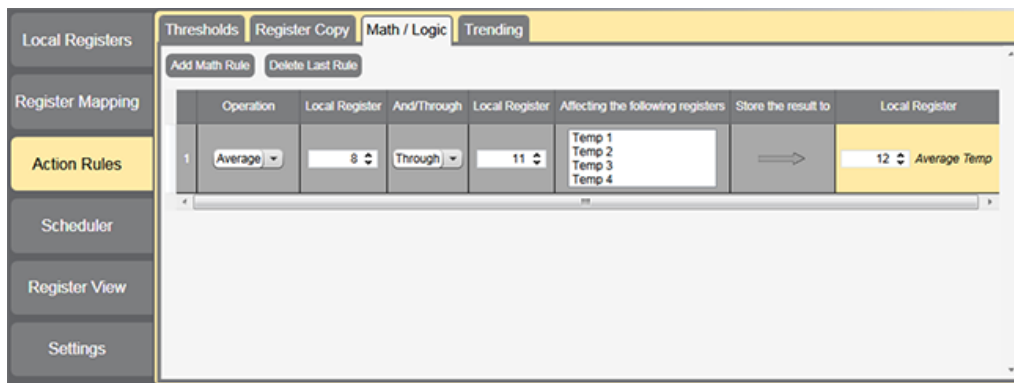 Local Registers
Register Mapping
Action Rules
Scheduler
Register View
Settings
Thresholds Register Copy Math / Logic Trending
Add Math Rule Delete Last Rule
Operation Local Register And/Through Local Register Affecting the following registers Store the result to Local Register
1 Average 8 Through 11 Temp 1
Temp 2
Temp 3
Temp 4
12 Average Temp